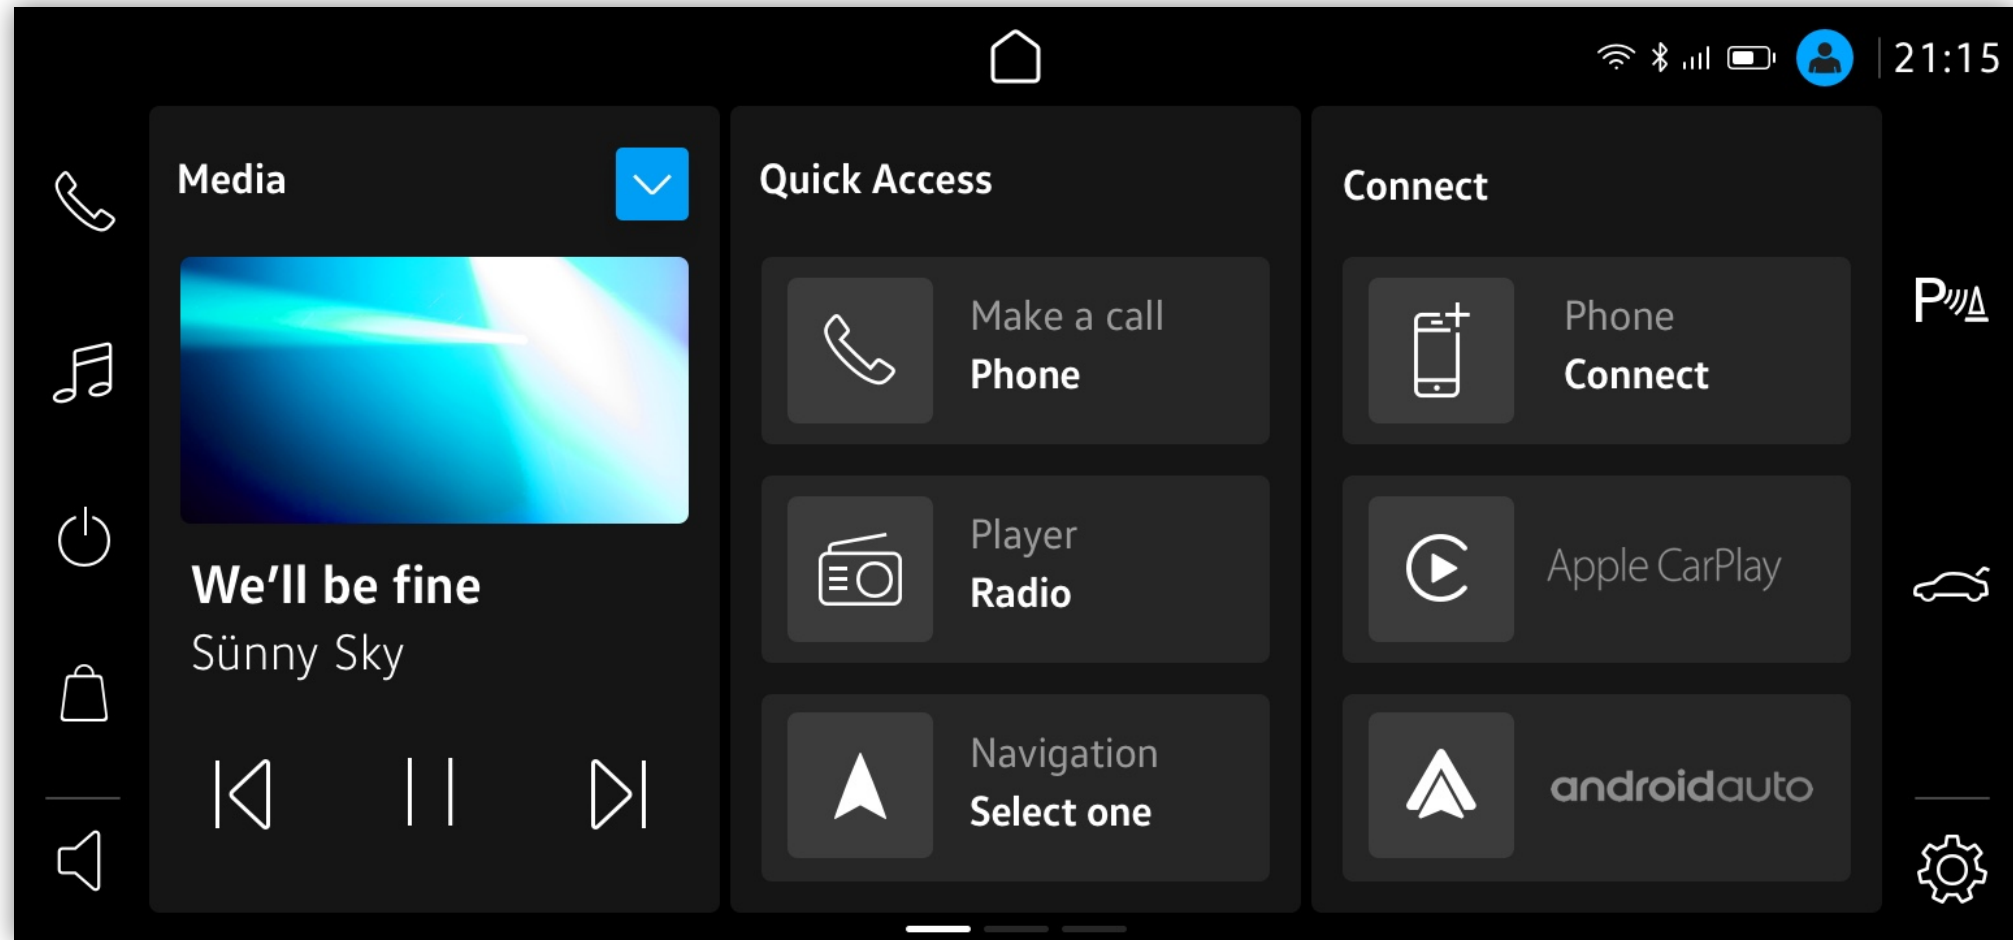 21:15
Media
We'll be fine
Sünny Sky
Quick Access
Make a call
Phone
Player
Radio
Navigation
Select one
Connect
Phone
Connect
Apple CarPlay
androidauto
P